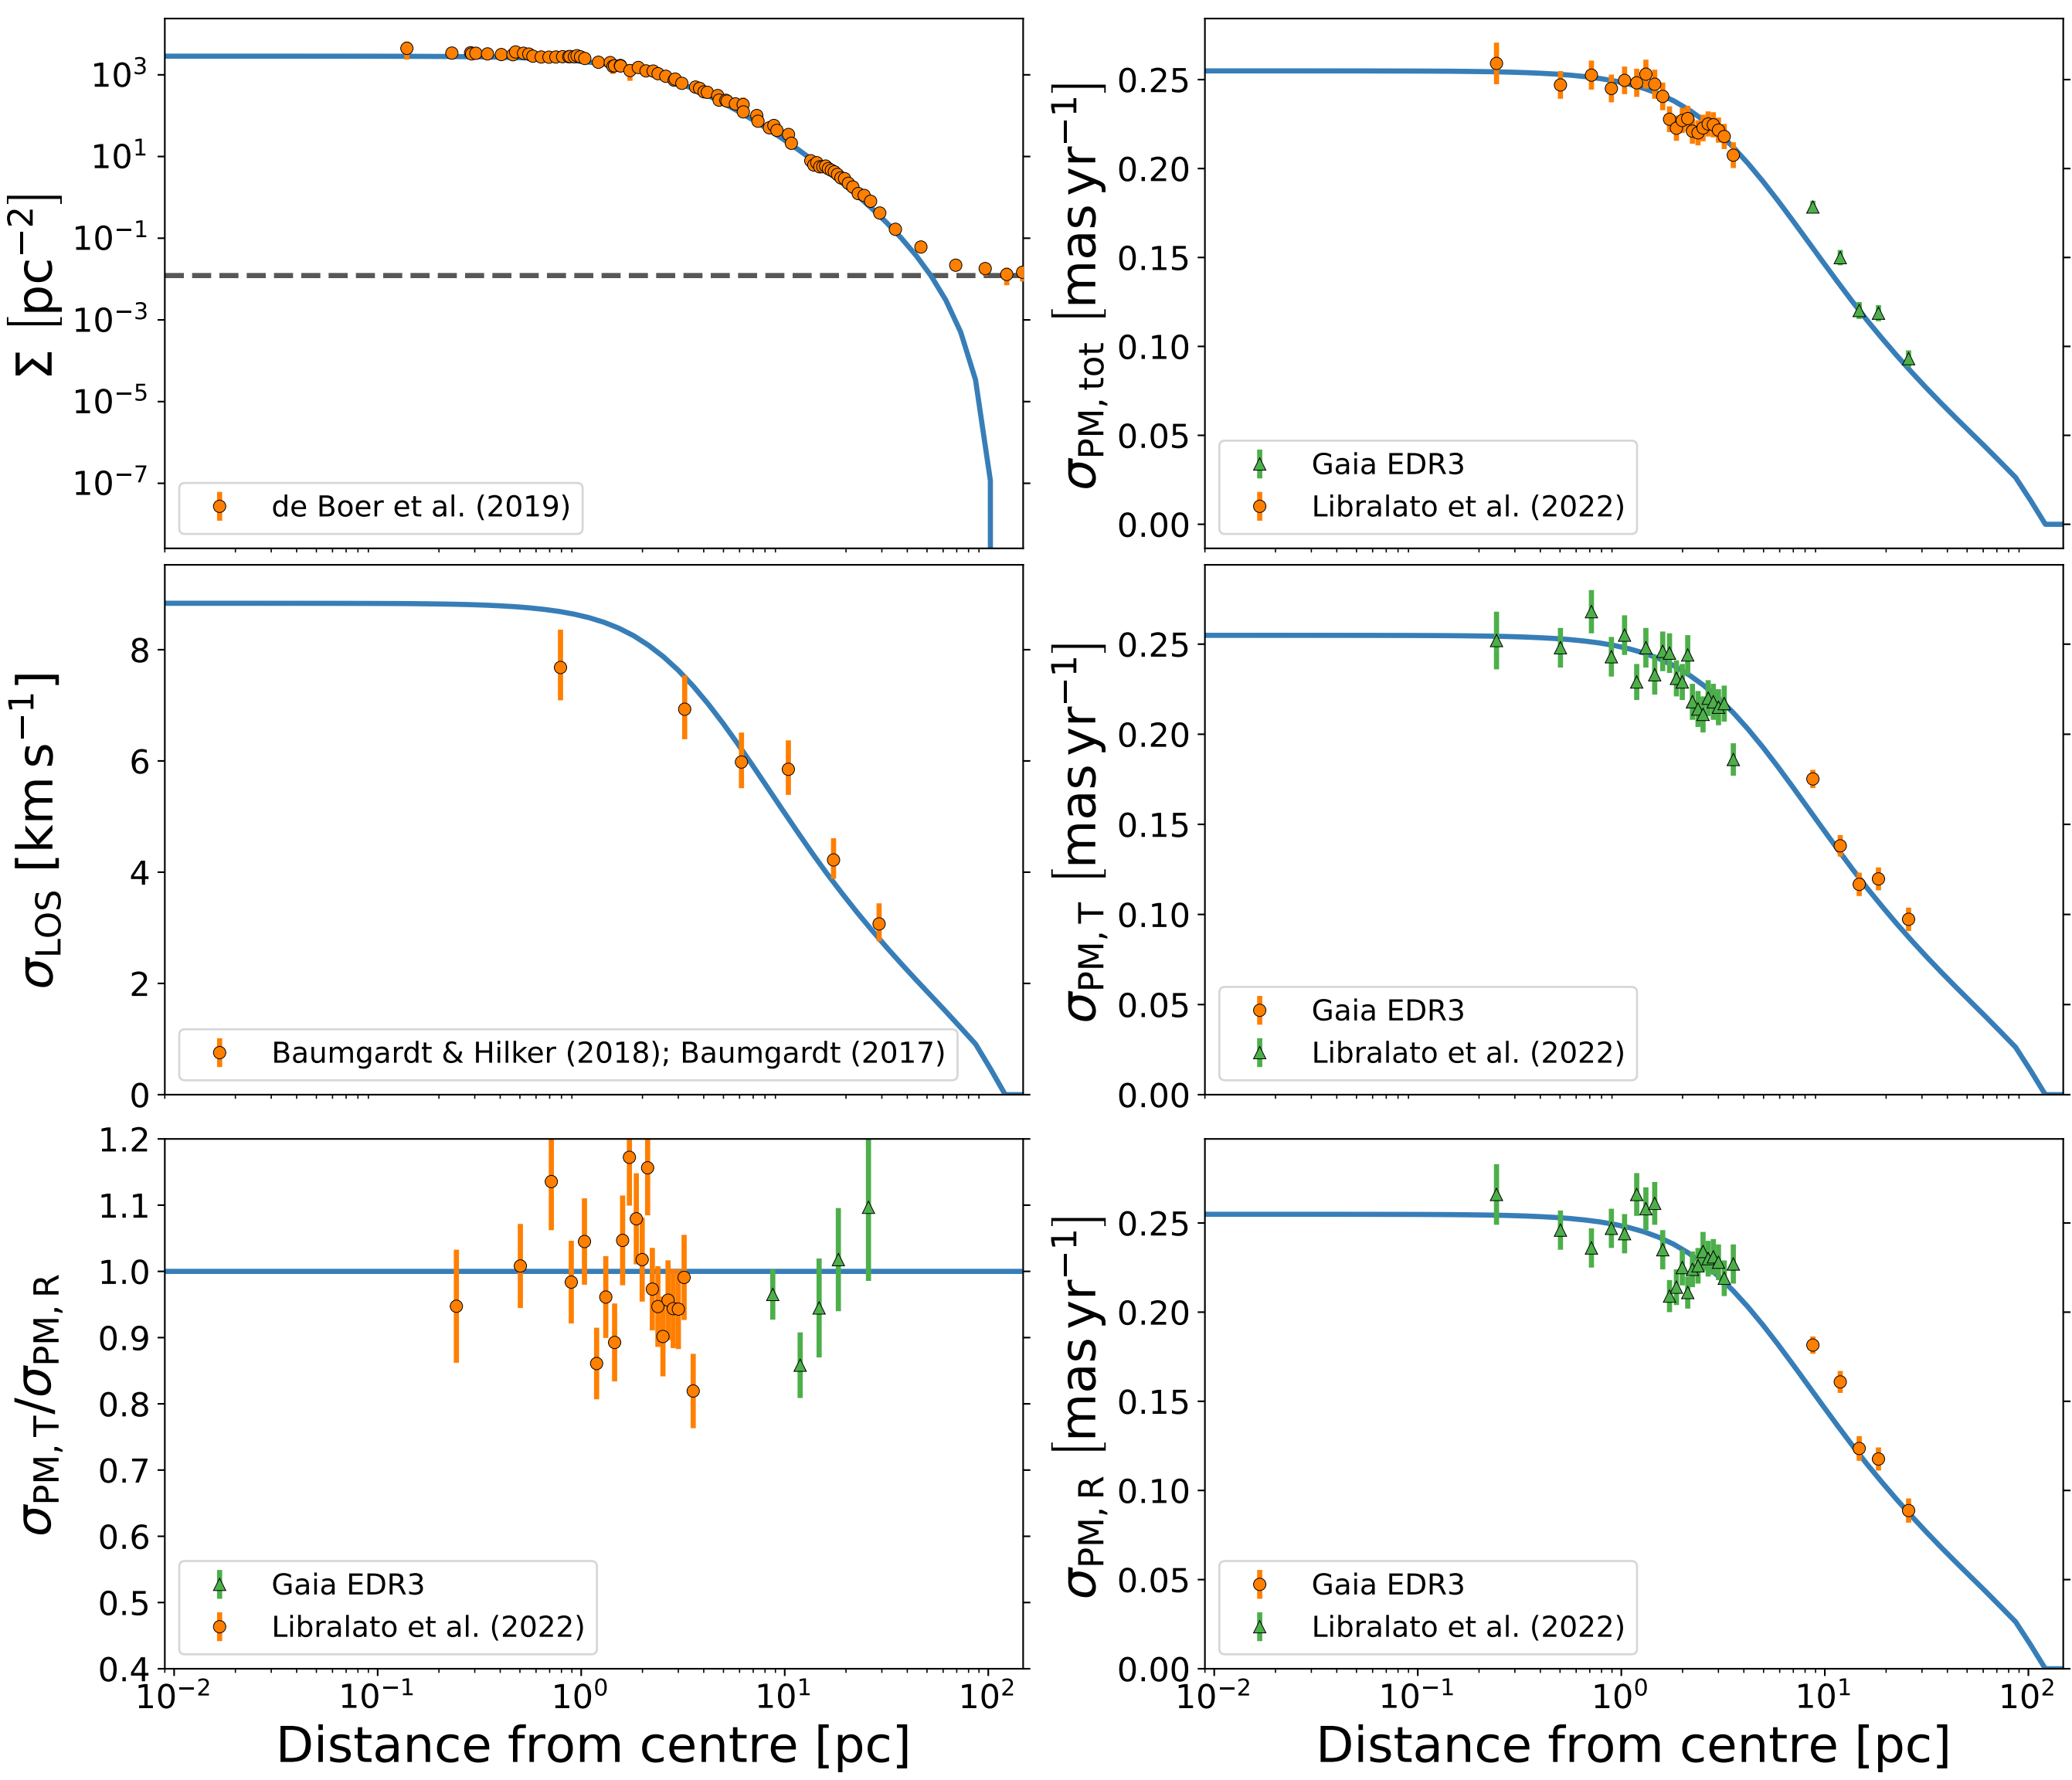 Σ [pc⁻²]
10³
10¹
10⁻¹
10⁻³
10⁻⁵
10⁻⁷
de Boer et al. (2019)
σPM, tot [mas yr⁻¹]
0.25
0.20
0.15
0.10
0.05
0.00
Gaia EDR3
Libralato et al. (2022)
σLOS [km s⁻¹]
8
6
4
2
0
Baumgardt & Hilker (2018); Baumgardt (2017)
σPM, T [mas yr⁻¹]
0.25
0.20
0.15
0.10
0.05
0.00
Gaia EDR3
Libralato et al. (2022)
σPM, T/σPM, R
1.2
1.1
1.0
0.9
0.8
0.7
0.6
0.5
0.4
Gaia EDR3
Libralato et al. (2022)
10⁻² 10⁻¹ 10⁰ 10¹ 10²
Distance from centre [pc]
σPM, R [mas yr⁻¹]
0.25
0.20
0.15
0.10
0.05
0.00
Gaia EDR3
Libralato et al. (2022)
10⁻² 10⁻¹ 10⁰ 10¹ 10²
Distance from centre [pc]